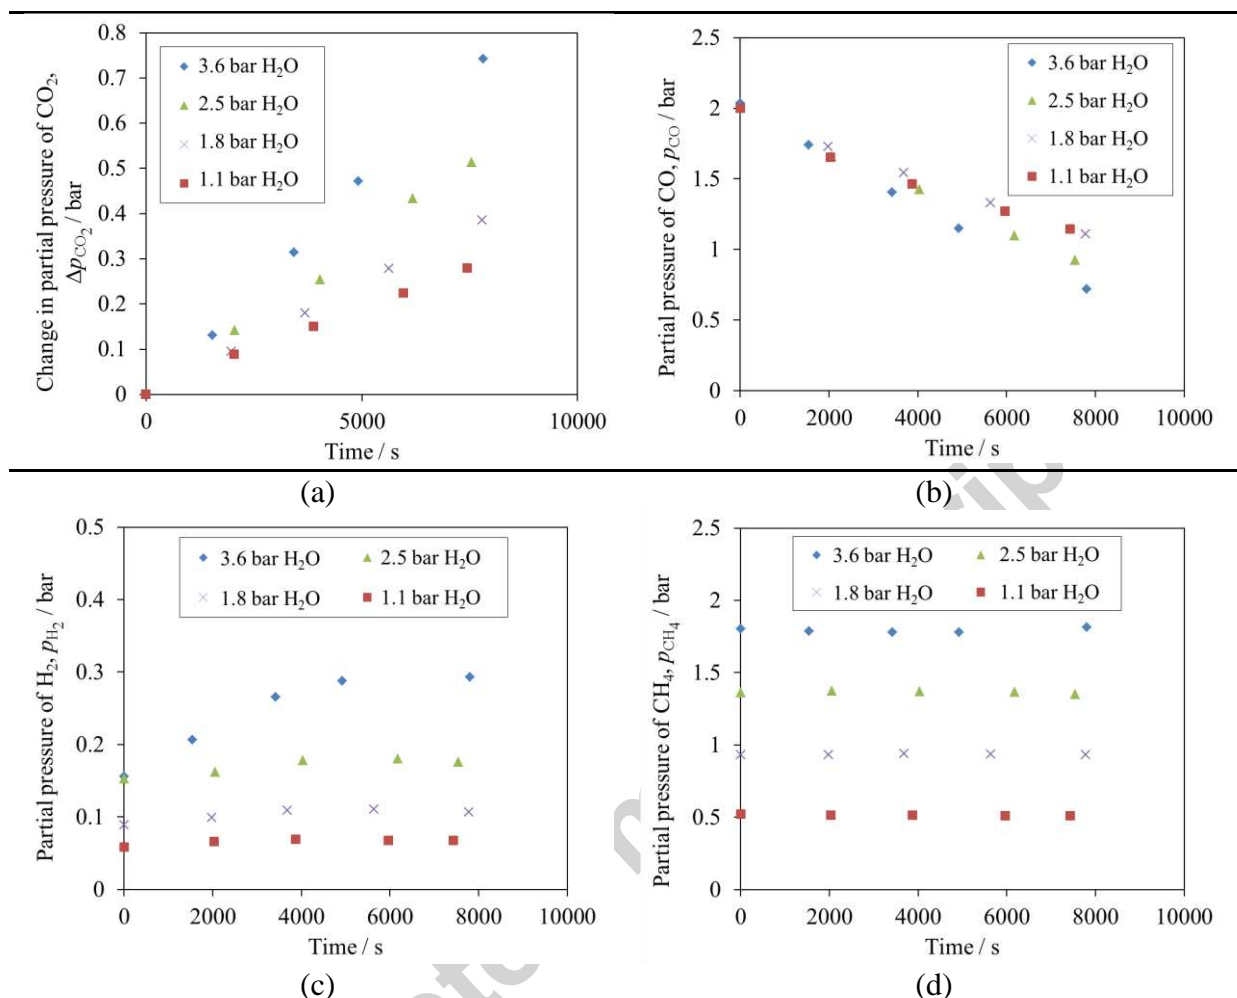 0.8
0.7
0.6
0.5
0.4
0.3
0.2
0.1
0
Change in partial pressure of CO₂,
Δp_CO₂ / bar
3.6 bar H₂O
2.5 bar H₂O
1.8 bar H₂O
1.1 bar H₂O
0 5000 10000
Time / s
(a)
2.5
2
1.5
1
0.5
0
Partial pressure of CO, p_CO / bar
3.6 bar H₂O
2.5 bar H₂O
1.8 bar H₂O
1.1 bar H₂O
0 2000 4000 6000 8000 10000
Time / s
(b)
0.5
0.4
0.3
0.2
0.1
0
Partial pressure of H₂, p_H₂ / bar
3.6 bar H₂O 2.5 bar H₂O
1.8 bar H₂O 1.1 bar H₂O
0 2000 4000 6000 8000 10000
Time / s
(c)
2.5
2
1.5
1
0.5
0
Partial pressure of CH₄, p_CH₄ / bar
3.6 bar H₂O 2.5 bar H₂O
1.8 bar H₂O 1.1 bar H₂O
0 2000 4000 6000 8000 10000
Time / s
(d)